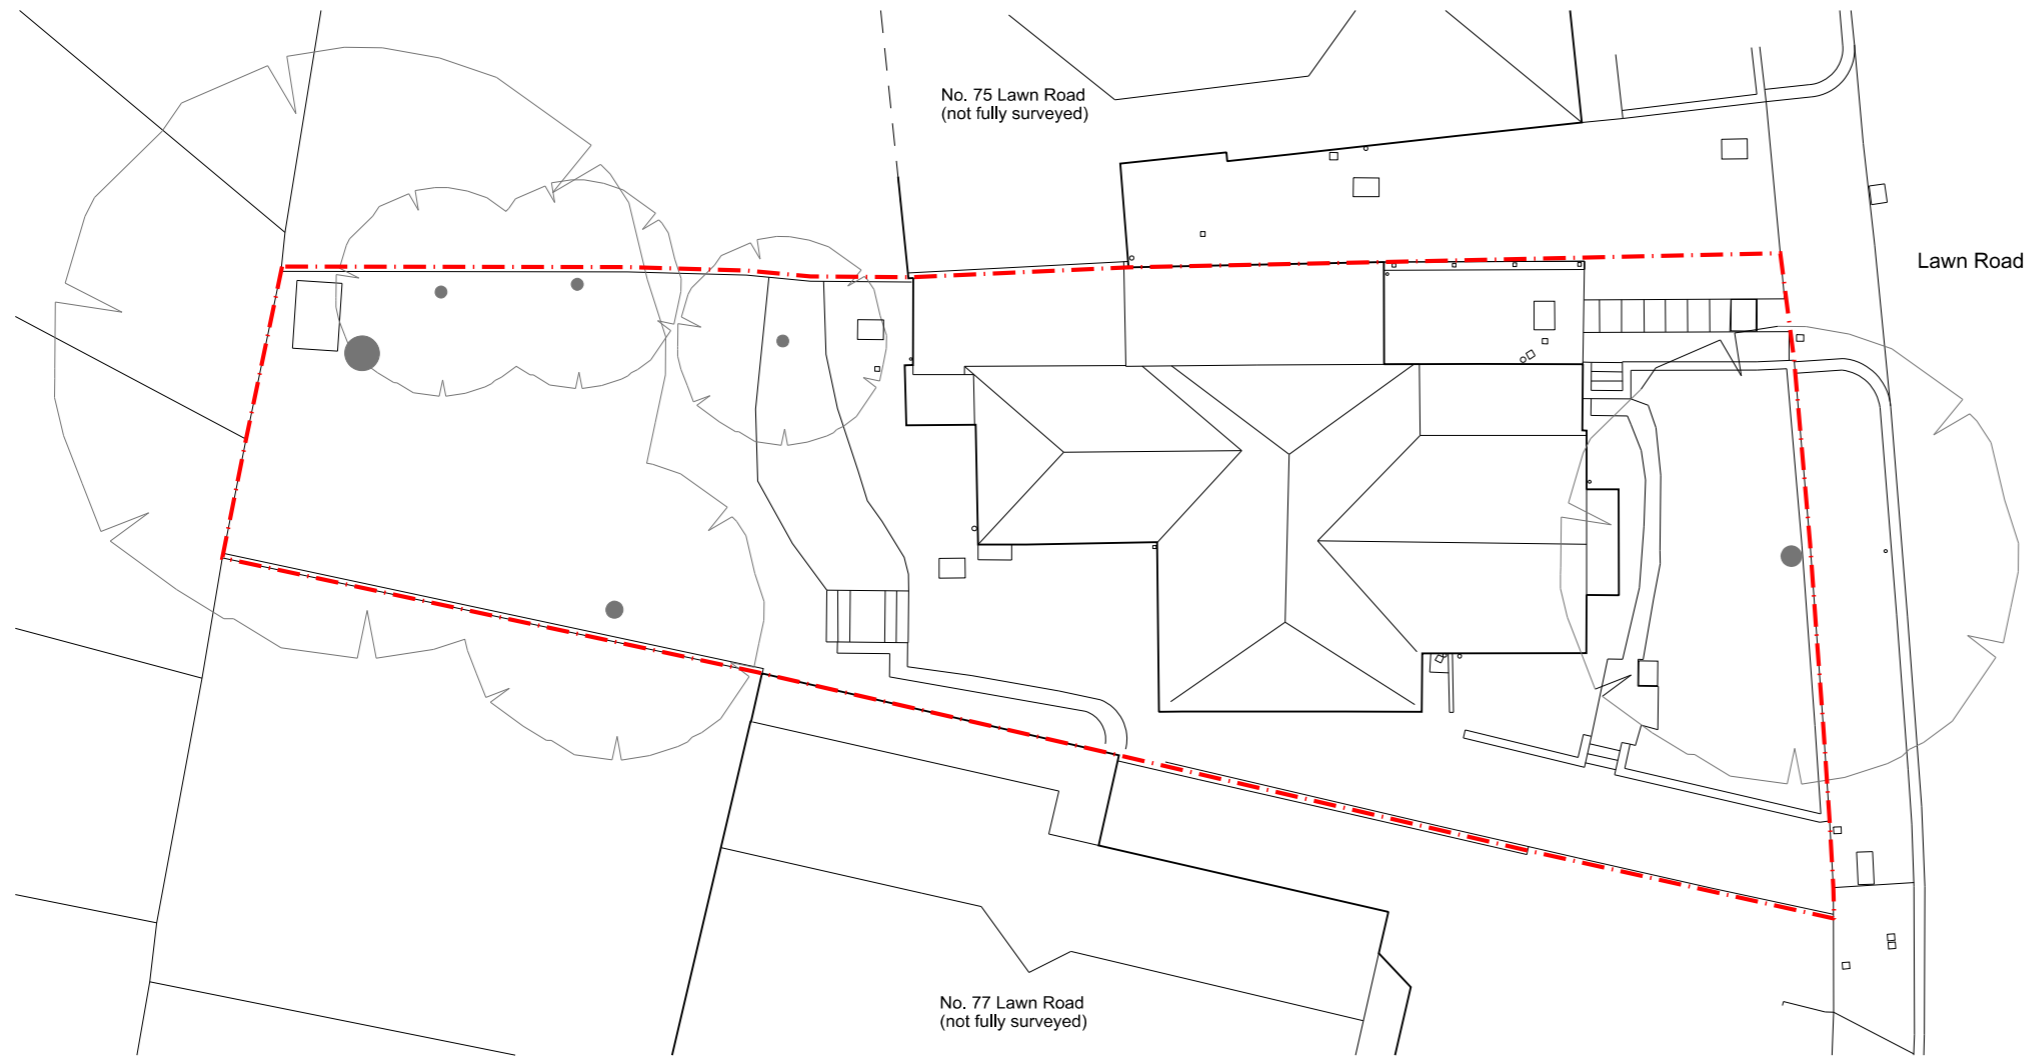 No. 75 Lawn Road
(not fully surveyed)
Lawn Road
No. 77 Lawn Road
(not fully surveyed)